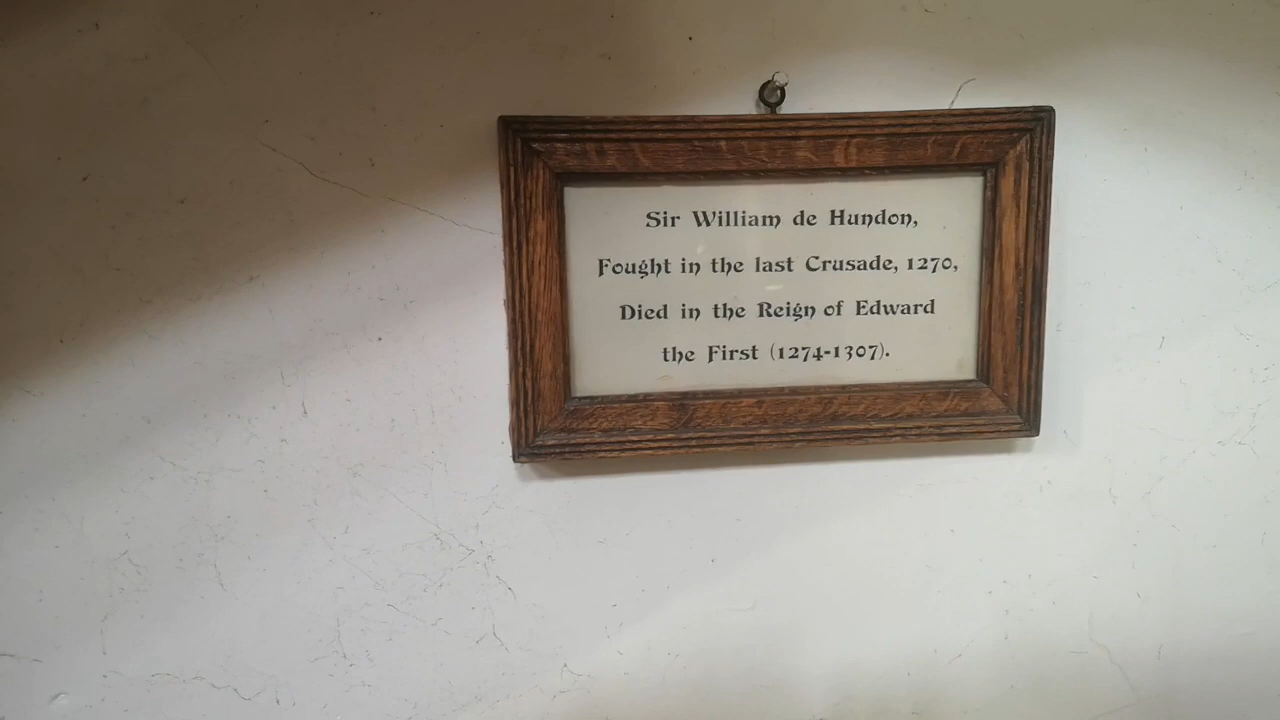 Sir William de Hundon,
Fought in the last Crusade, 1270,
Died in the Reign of Edward
the First (1274-1307).